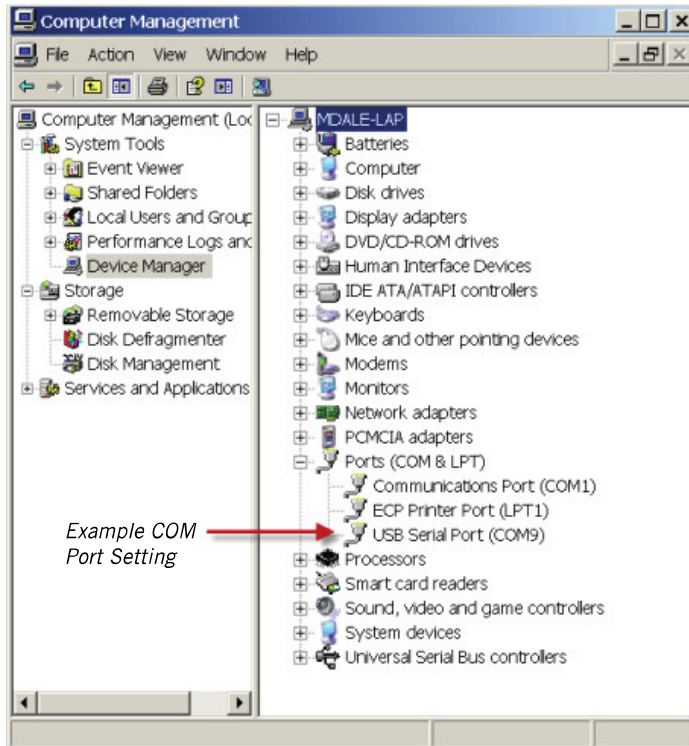 Computer Management
File Action View Window Help
Computer Management (Loc
System Tools
Event Viewer
Shared Folders
Local Users and Group
Performance Logs and
Device Manager
Storage
Removable Storage
Disk Defragmenter
Disk Management
Services and Applications
MDALE-LAP
Batteries
Computer
Disk drives
Display adapters
DVD/CD-ROM drives
Human Interface Devices
IDE ATA/ATAPI controllers
Keyboards
Mice and other pointing devices
Modems
Monitors
Network adapters
PCMCIA adapters
Ports (COM & LPT)
Communications Port (COM1)
ECP Printer Port (LPT1)
USB Serial Port (COM9)
Processors
Smart card readers
Sound, video and game controllers
System devices
Universal Serial Bus controllers
Example COM
Port Setting